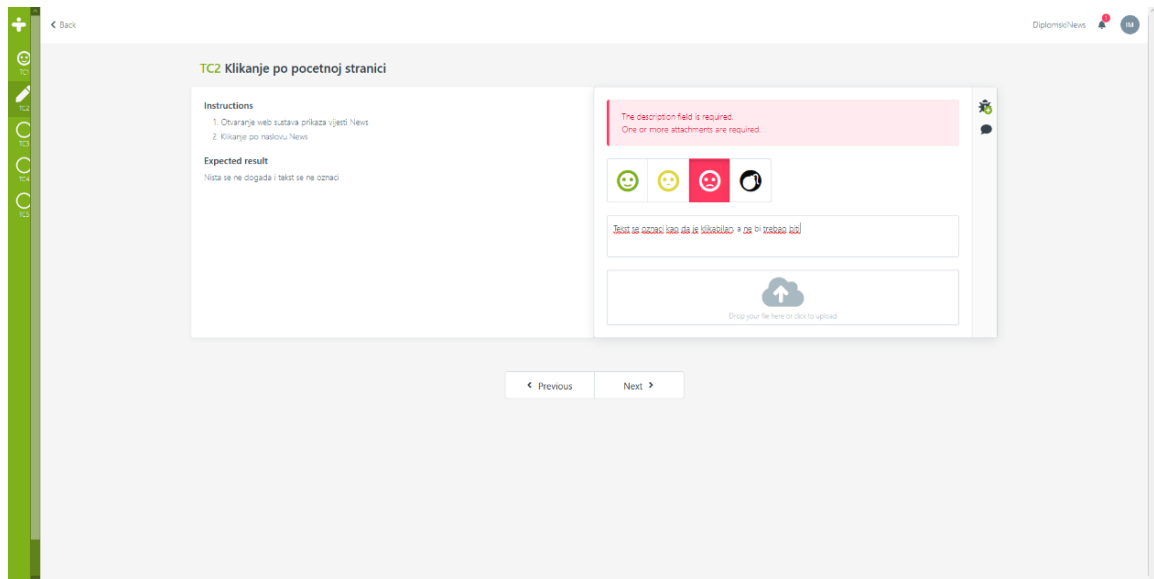 Back
DiplomskiNews
1
IM
TC1
TC2
TC3
TC4
TC5
TC2 Klikanje po pocetnoj stranici
Instructions
1. Otvaranje web sustava prikaza vijesti News
2. Klikanje po naslovu News
Expected result
Nista se ne dogada i tekst se ne oznaci
The description field is required.
One or more attachments are required.
Tekst se oznaci kao da je klikabilan, a ne bi trebao biti
Drop your file here or click to upload
Previous
Next